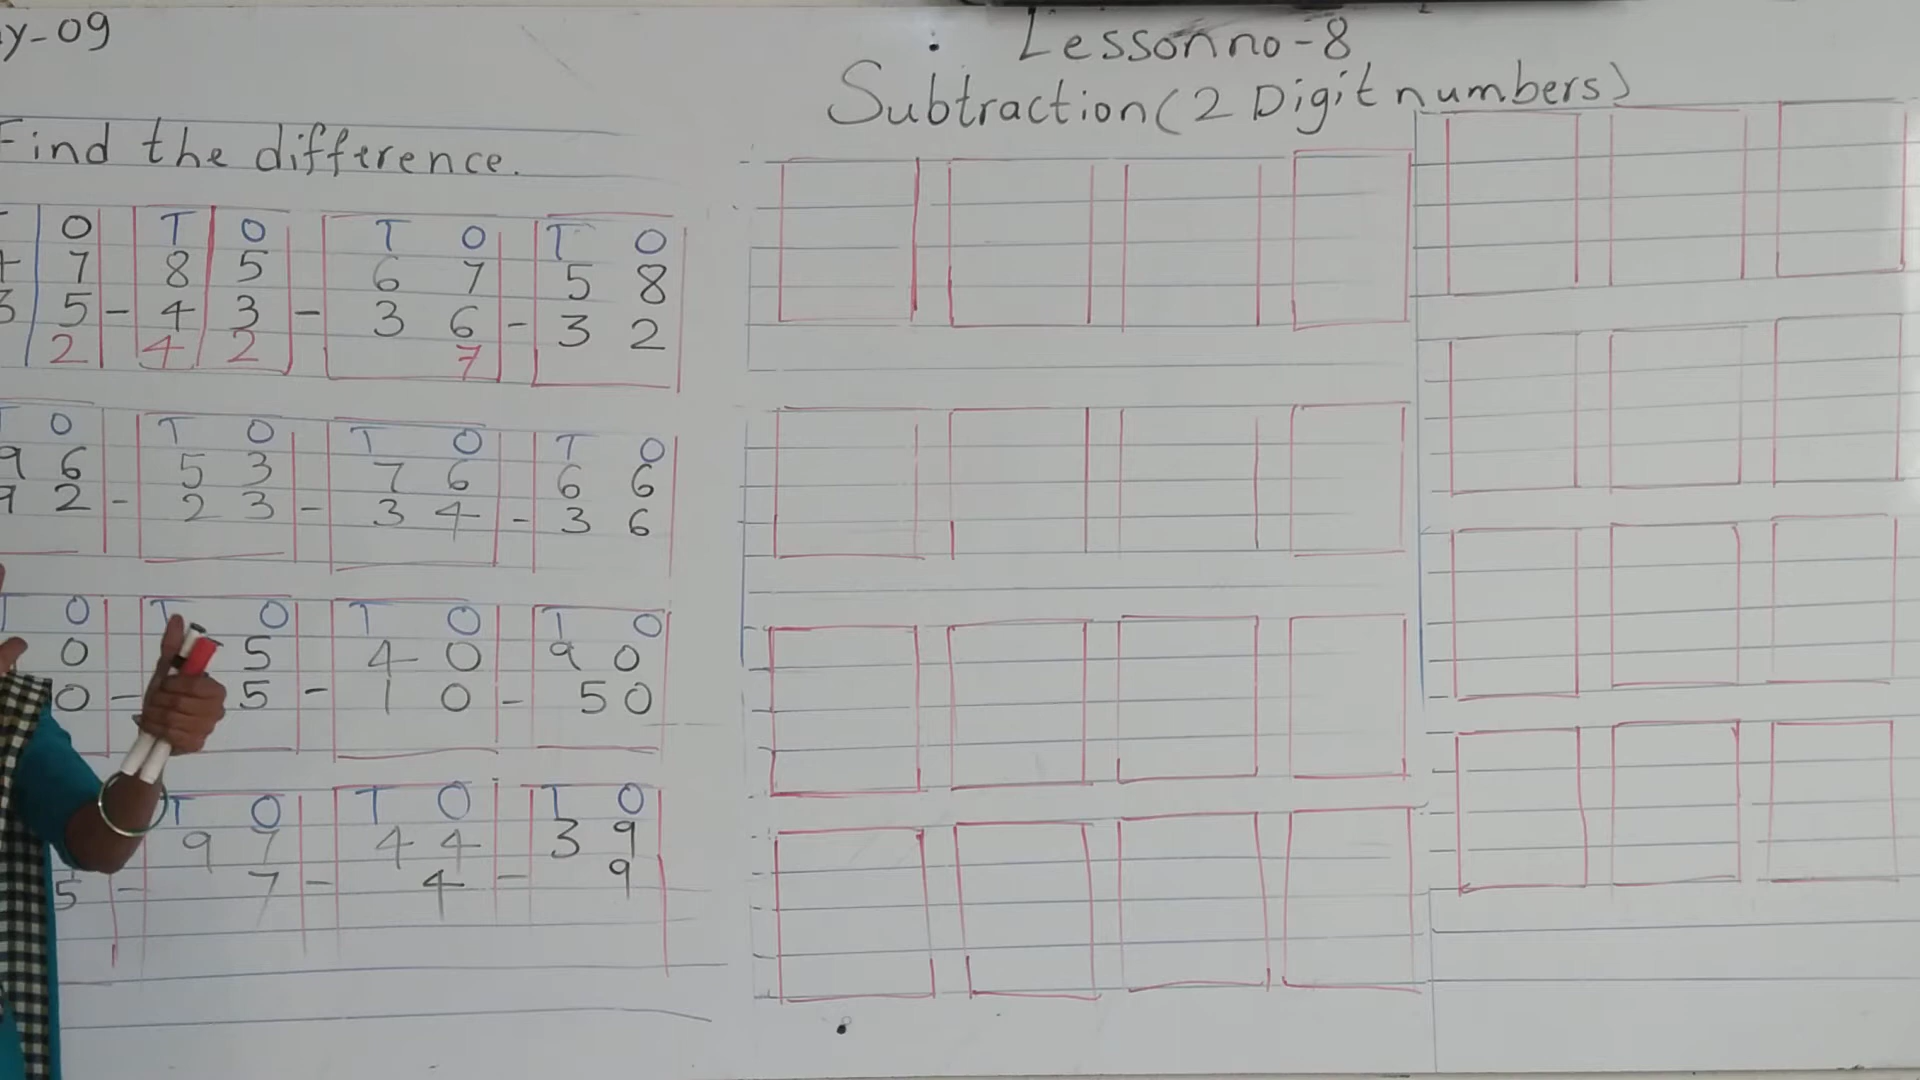 y-09
Lesson no-8
Subtraction (2 Digit numbers)
Find the difference.
O T O T O T O
7 8 5 6 7 5 8
5 - 4 3 - 3 6 - 3 2
2 4 2 7
O T O T O T O
9 6 5 3 7 6 6 6
2 - 2 3 - 3 4 - 3 6
O T O T O T O
0 5 4 0 9 0
0 - 5 - 1 0 - 5 0
T O T O T O
9 7 4 4 3 9
5 - 7 - 4 - 9